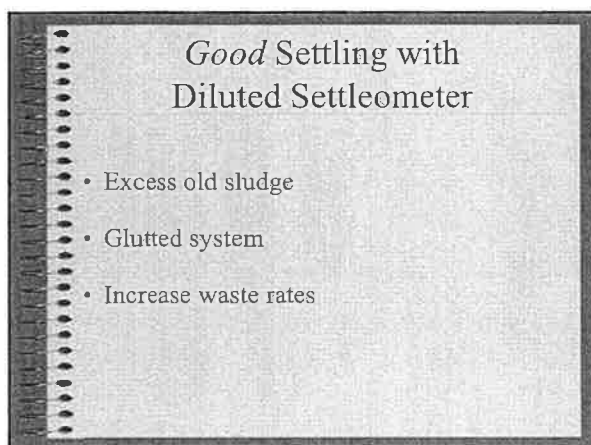 Good Settling with
Diluted Settleometer
• Excess old sludge
• Glutted system
• Increase waste rates